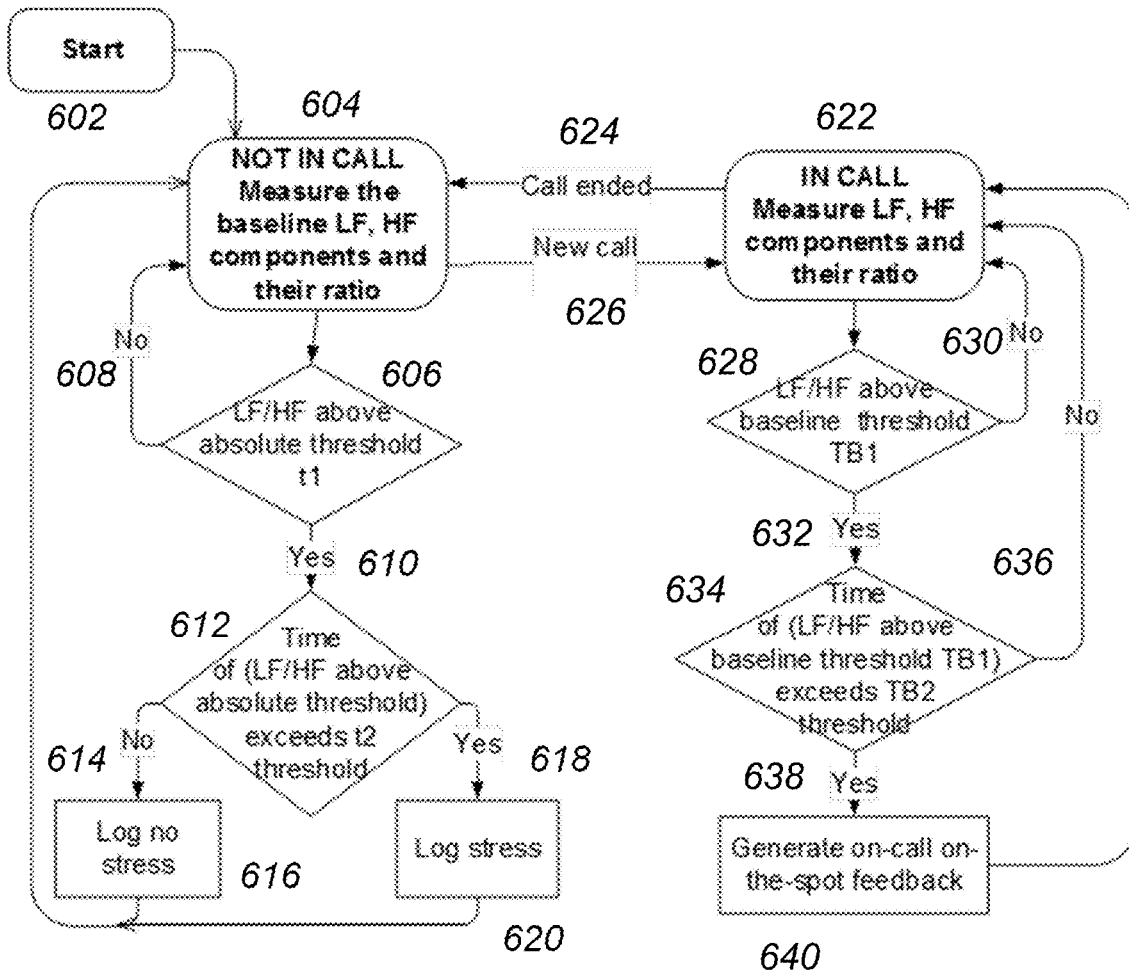 Start
602
604
NOT IN CALL
Measure the
baseline LF, HF
components and
their ratio
624
Call ended
New call
626
622
IN CALL
Measure LF, HF
components and
their ratio
No
608
606
LF/HF above
absolute threshold
t1
Yes
610
612
Time
of (LF/HF above
absolute threshold)
exceeds t2
threshold
No
614
Yes
618
Log no
stress
616
Log stress
620
628
LF/HF above
baseline threshold
TB1
630
No
No
632
Yes
634
636
Time
of (LF/HF above
baseline threshold TB1)
exceeds TB2
threshold
638
Yes
Generate on-call on-
the-spot feedback
640